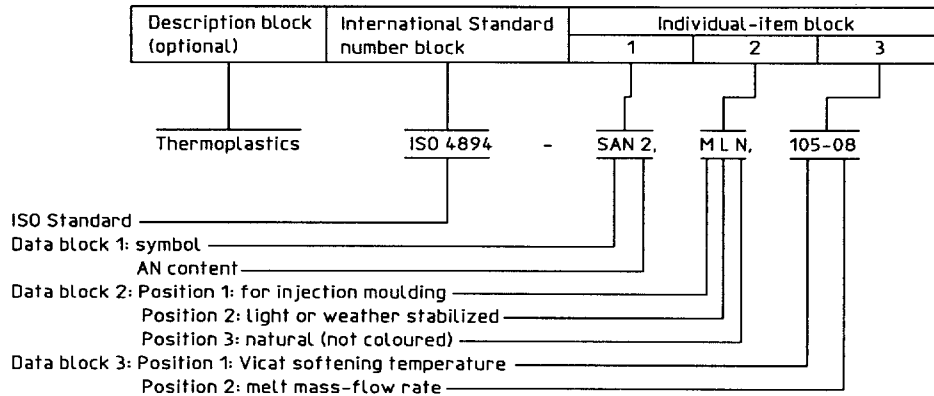 Description block (optional)
International Standard number block
Individual-item block
1
2
3
Thermoplastics
ISO 4894
-
SAN 2,
M L N,
105-08
ISO Standard
Data block 1: symbol
AN content
Data block 2: Position 1: for injection moulding
Position 2: light or weather stabilized
Position 3: natural (not coloured)
Data block 3: Position 1: Vicat softening temperature
Position 2: melt mass-flow rate